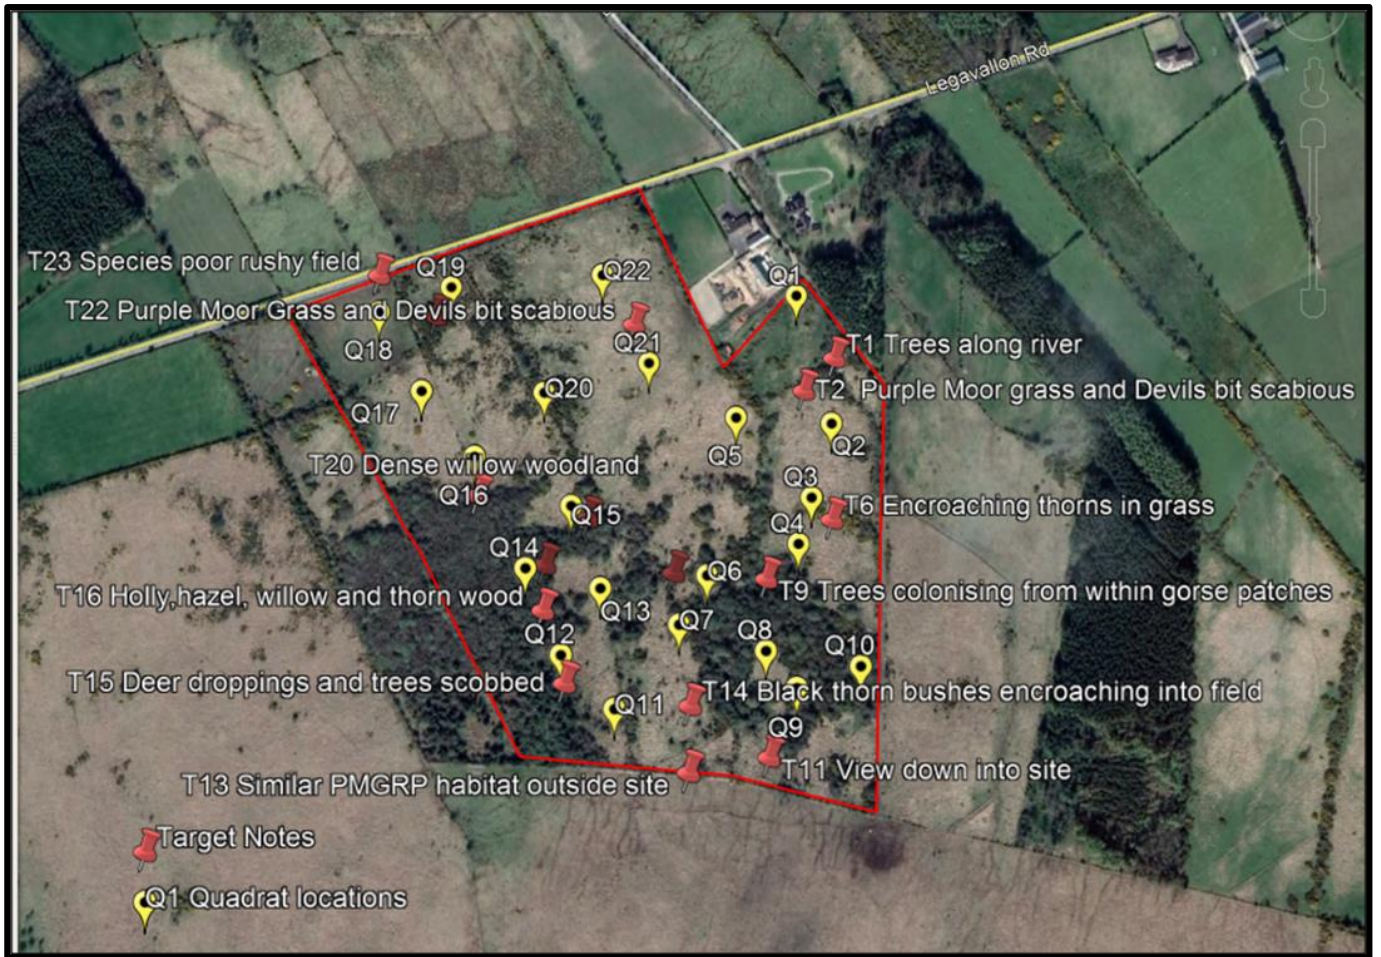 Legavallon Rd
T23 Species poor rushy field
Q19
Q22
Q1
T22 Purple Moor Grass and Devils bit scabious
Q18
Q21
T1 Trees along river
Q17
Q20
T2 Purple Moor grass and Devils bit scabious
Q5
Q2
T20 Dense willow woodland
Q16
Q3
Q15
T6 Encroaching thorns in grass
Q4
Q14
Q6
T16 Holly,hazel, willow and thorn wood
T9 Trees colonising from within gorse patches
Q13
Q7
Q12
Q8
Q10
T15 Deer droppings and trees scobbed
T14 Black thorn bushes encroaching into field
Q11
Q9
T11 View down into site
T13 Similar PMGRP habitat outside site
Target Notes
Q1 Quadrat locations